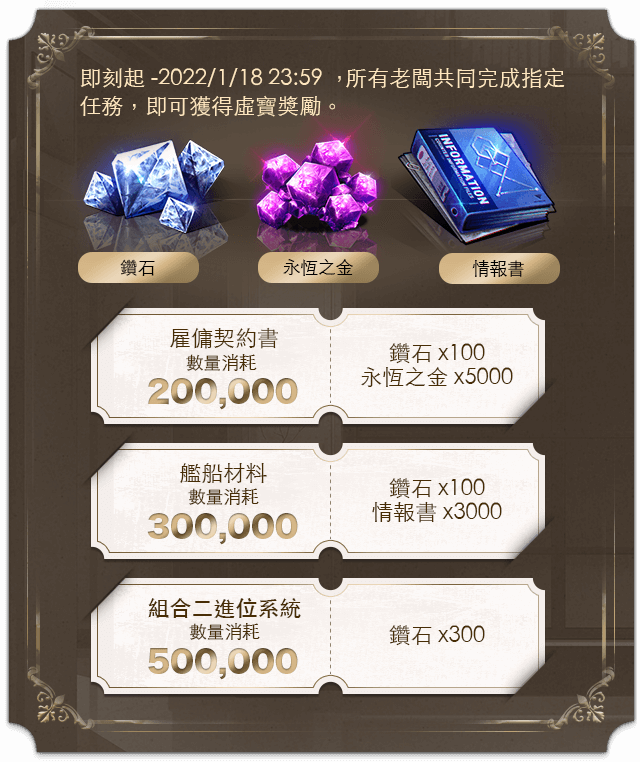 即刻起 -2022/1/18 23:59 ，所有老闆共同完成指定
任務，即可獲得虛寶獎勵。
INFORMATION
鑽石
永恆之金
情報書
雇傭契約書
數量消耗
200,000
鑽石 x100
永恆之金 x5000
艦船材料
數量消耗
300,000
鑽石 x100
情報書 x3000
組合二進位系統
數量消耗
500,000
鑽石 x300